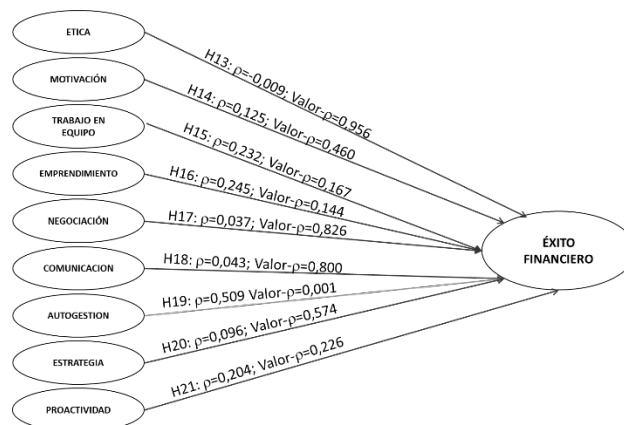 ETICA
H13: ρ=-0,009; Valor-ρ=0,956
MOTIVACIÓN
H14: ρ=0,125; Valor-ρ=0,460
TRABAJO EN
EQUIPO
H15: ρ=0,232; Valor-ρ=0,167
EMPRENDIMIENTO
H16: ρ=0,245; Valor-ρ=0,144
NEGOCIACIÓN
H17: ρ=0,037; Valor-ρ=0,826
COMUNICACION
H18: ρ=0,043; Valor-ρ=0,800
AUTOGESTION
H19: ρ=0,509 Valor-ρ=0,001
ESTRATEGIA
H20: ρ=0,096; Valor-ρ=0,574
PROACTIVIDAD
H21: ρ=0,204; Valor-ρ=0,226
ÉXITO
FINANCIERO